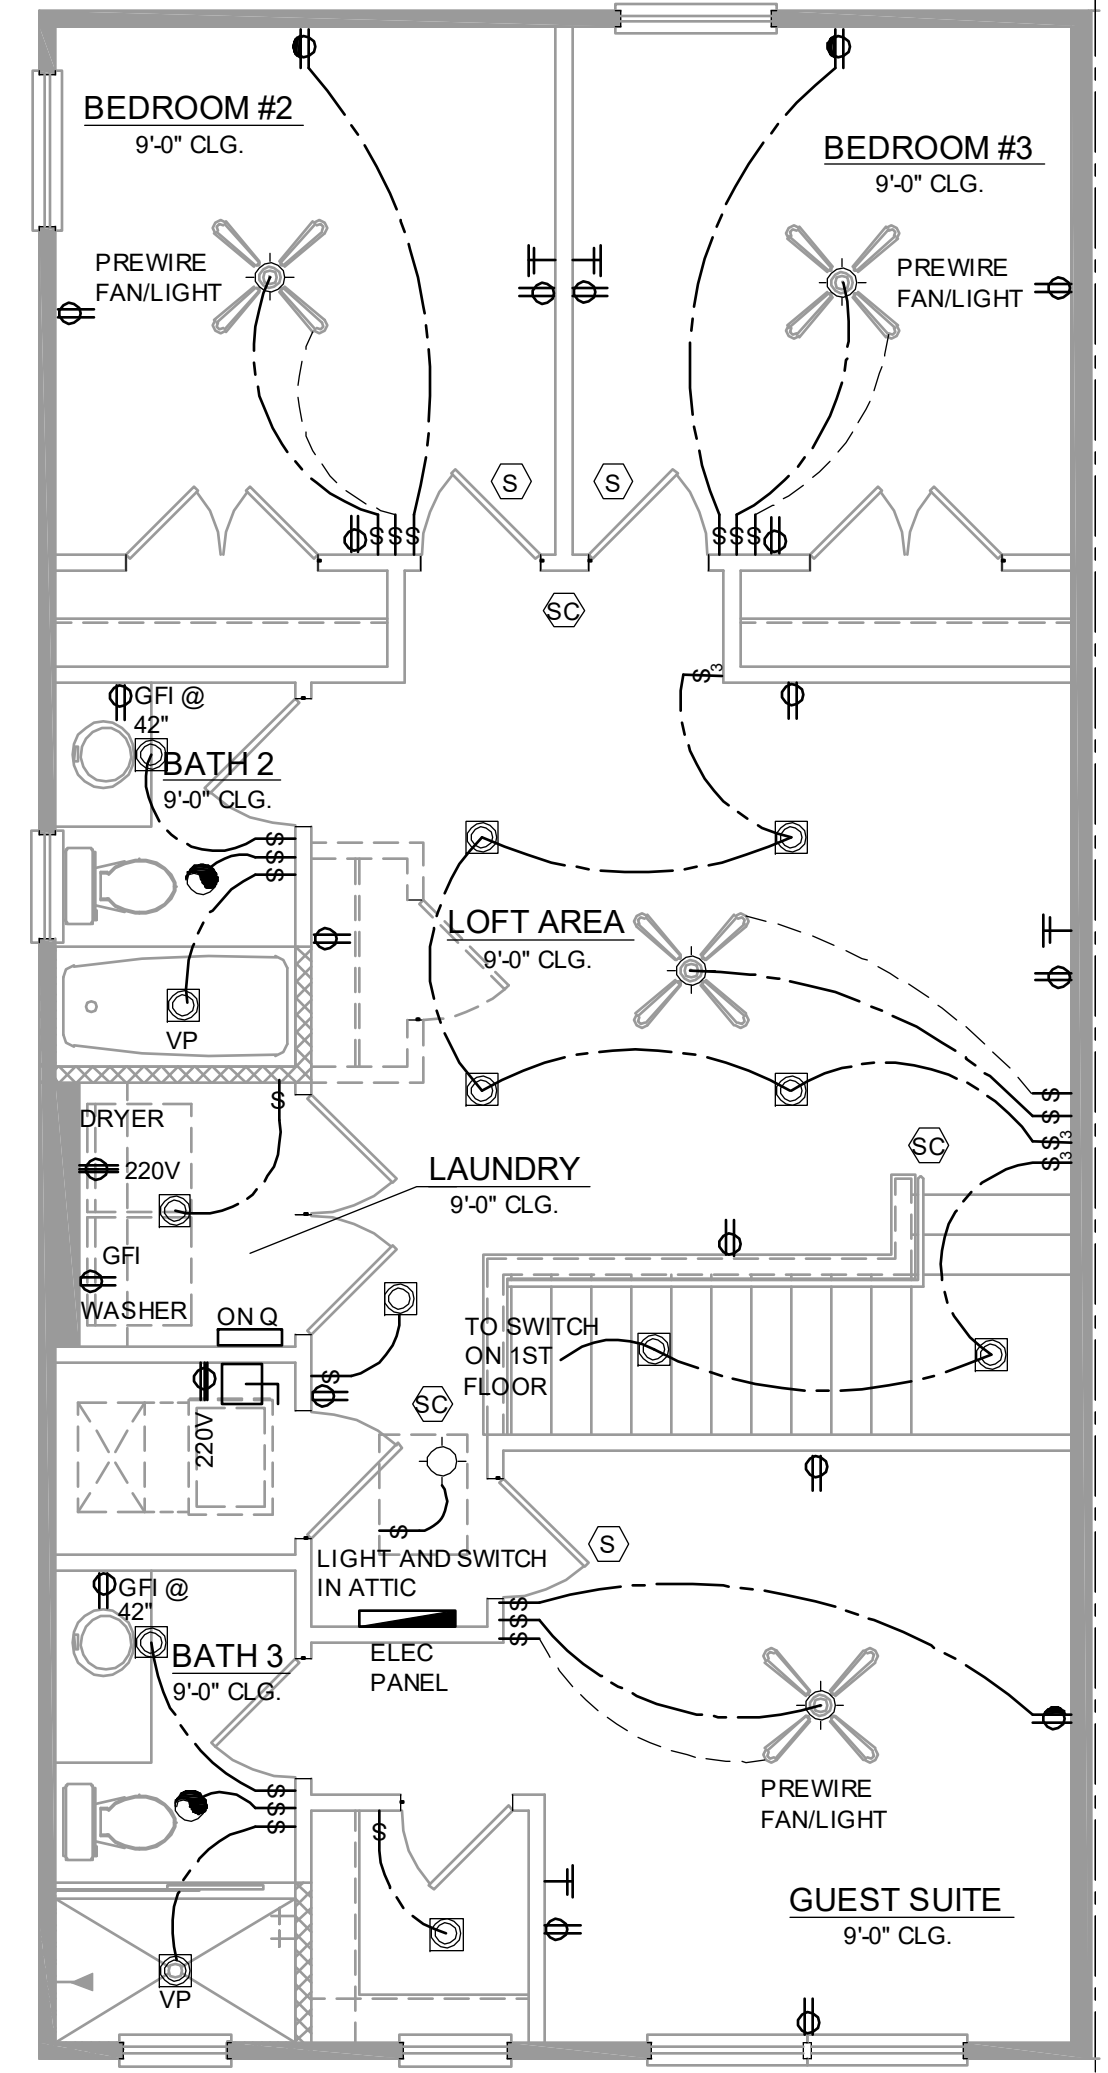 BEDROOM #2
9'-0" CLG.
BEDROOM #3
9'-0" CLG.
PREWIRE
FAN/LIGHT
PREWIRE
FAN/LIGHT
S
S
S S S
S S S
SC
S3
GFI @
42"
BATH 2
9'-0" CLG.
S
S
S
LOFT AREA
9'-0" CLG.
VP
S
S
S
S3
S3
DRYER
220V
SC
LAUNDRY
9'-0" CLG.
GFI
WASHER
ON Q
TO SWITCH
ON 1ST
FLOOR
S
SC
220V
S
S
LIGHT AND SWITCH
IN ATTIC
GFI @
42"
S
S
S
BATH 3
9'-0" CLG.
ELEC
PANEL
PREWIRE
FAN/LIGHT
S
S
S
S
GUEST SUITE
9'-0" CLG.
VP